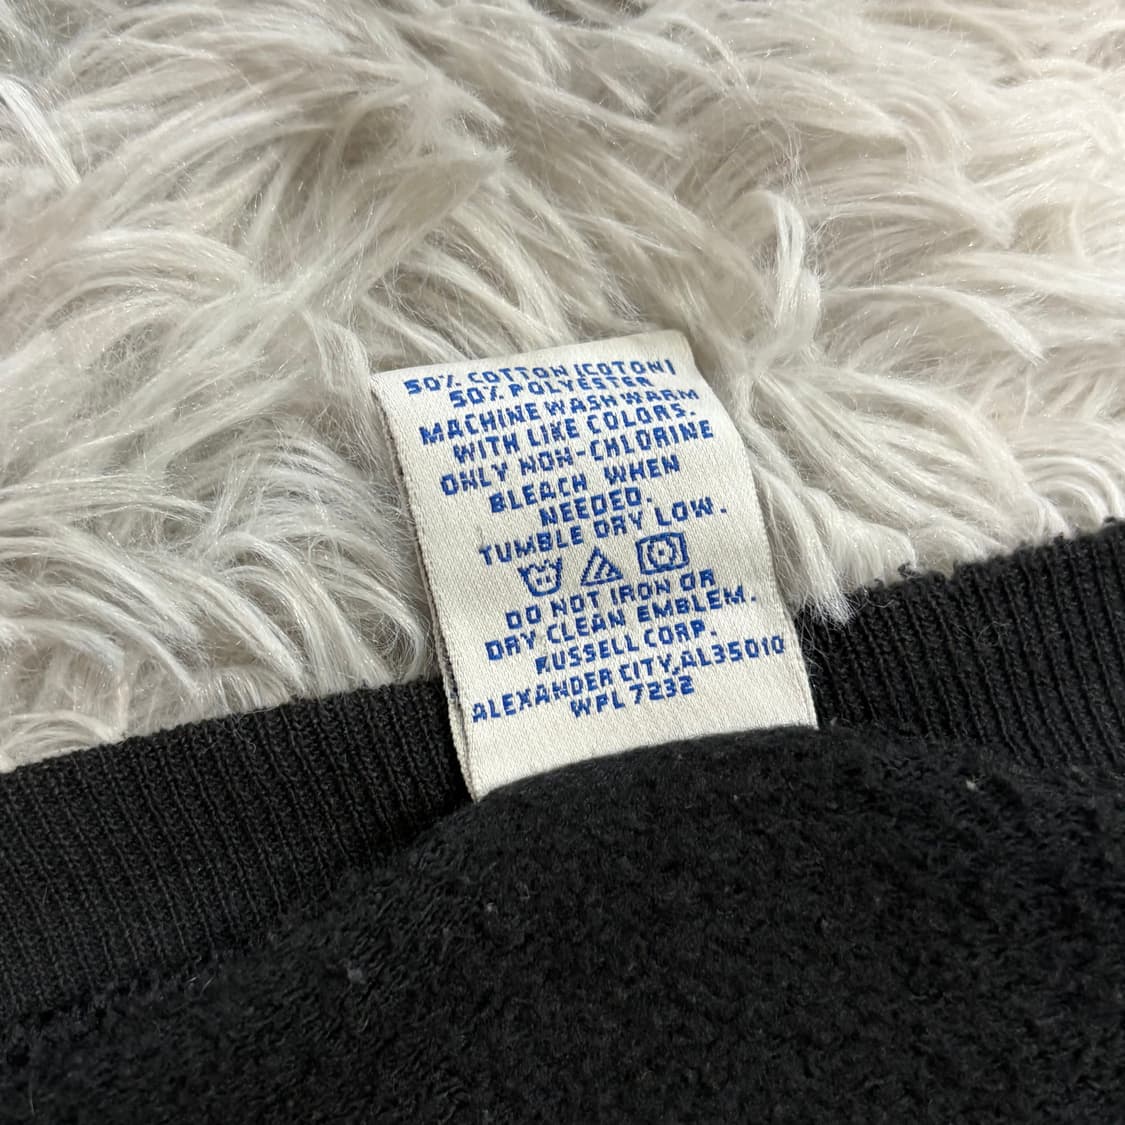 50% COTTON (COTON)
50% POLYESTER
MACHINE WASH WARM
WITH LIKE COLORS.
ONLY NON-CHLORINE
BLEACH WHEN
NEEDED.
TUMBLE DRY LOW.
DO NOT IRON OR
DRY CLEAN EMBLEM.
RUSSELL CORP.
ALEXANDER CITY, AL35010
WPL 7232